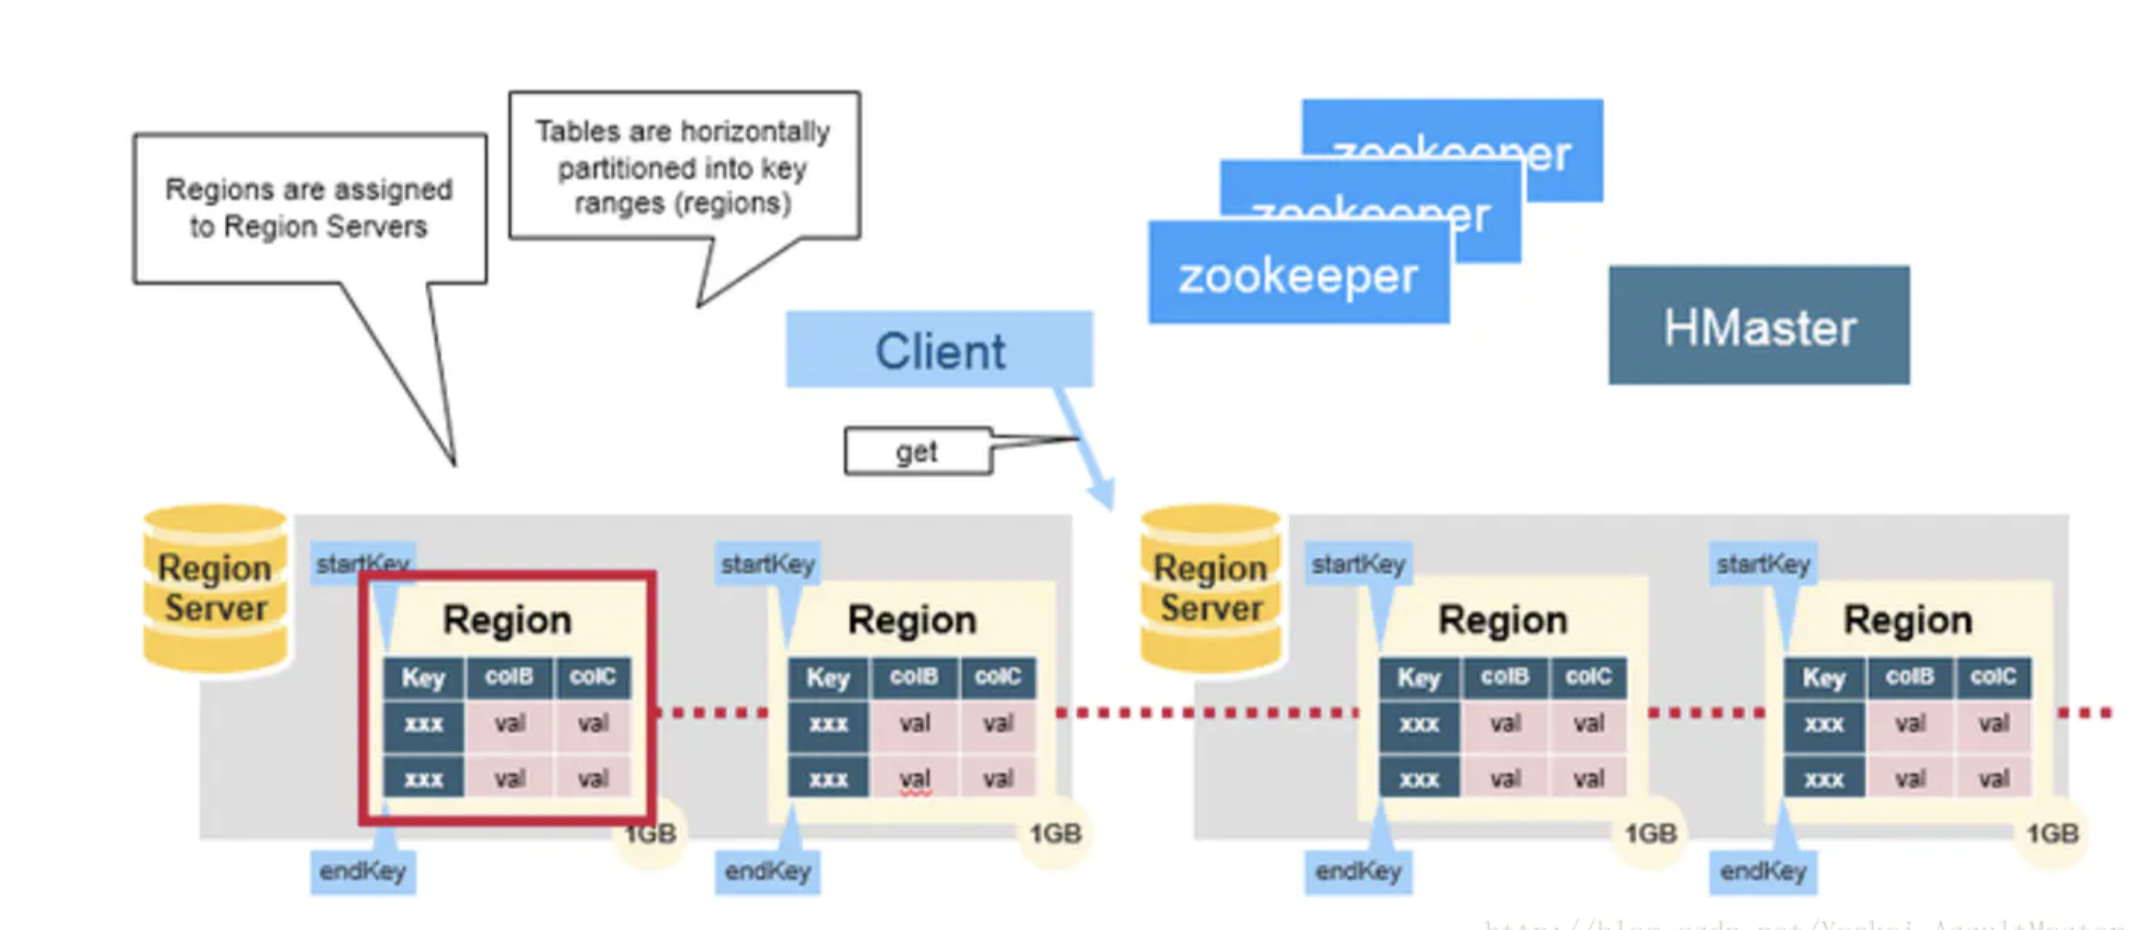 Tables are horizontally
partitioned into key
ranges (regions)
Regions are assigned
to Region Servers
zookeeper
zookeeper
zookeeper
HMaster
Client
get
Region
Server
startKey
Region
Key colB colC
xxx val val
xxx val val
1GB
endKey
startKey
Region
Key colB colC
xxx val val
xxx val val
1GB
endKey
Region
Server
startKey
Region
Key colB colC
xxx val val
xxx val val
1GB
endKey
startKey
Region
Key colB colC
xxx val val
xxx val val
1GB
endKey